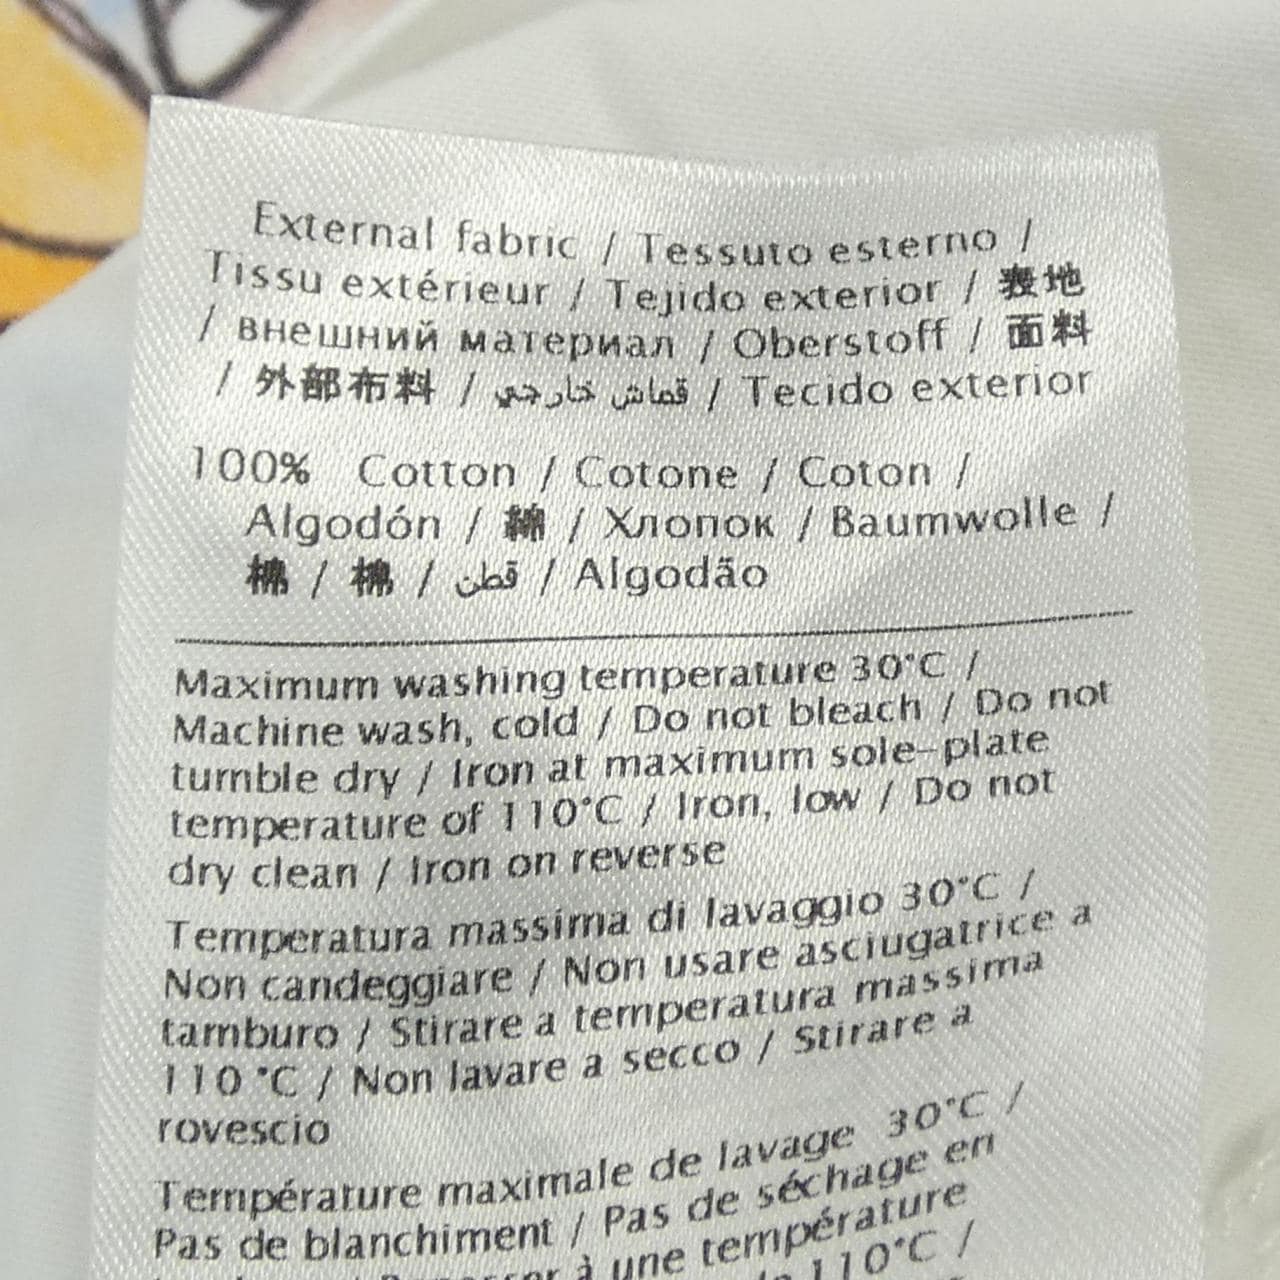 External fabric / Tessuto esterno /
Tissu extérieur / Tejido exterior / 表地
/ внешний материал / Oberstoff / 面料
/ 外部布料 / قماش خارجي / Tecido exterior
100% Cotton / Cotone / Coton /
Algodón / 綿 / Хлопок / Baumwolle /
棉 / 棉 / قطن / Algodão
Maximum washing temperature 30°C /
Machine wash, cold / Do not bleach / Do not
tumble dry / Iron at maximum sole-plate
temperature of 110°C / Iron, low / Do not
dry clean / Iron on reverse
Temperatura massima di lavaggio 30°C /
Non candeggiare / Non usare asciugatrice a
tamburo / Stirare a temperatura massima
110°C / Non lavare a secco / Stirare a
rovescio
Température maximale de lavage 30°C /
Pas de blanchiment / Pas de séchage en
à une température
110°C /